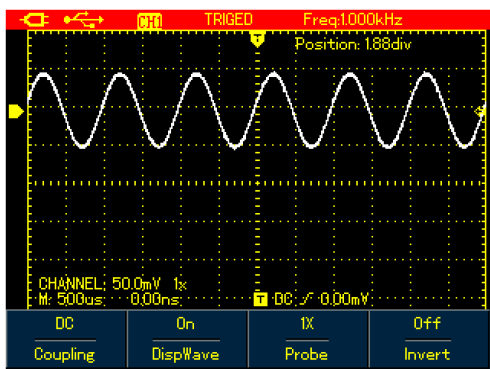 CH1 TRIGED Freq:1.000kHz
T
Position: 1.88div
CHANNEL: 50.0mV 1x
M: 500us 0.00ns T DC 0.00mV
DC On 1X Off
Coupling DispWave Probe Invert